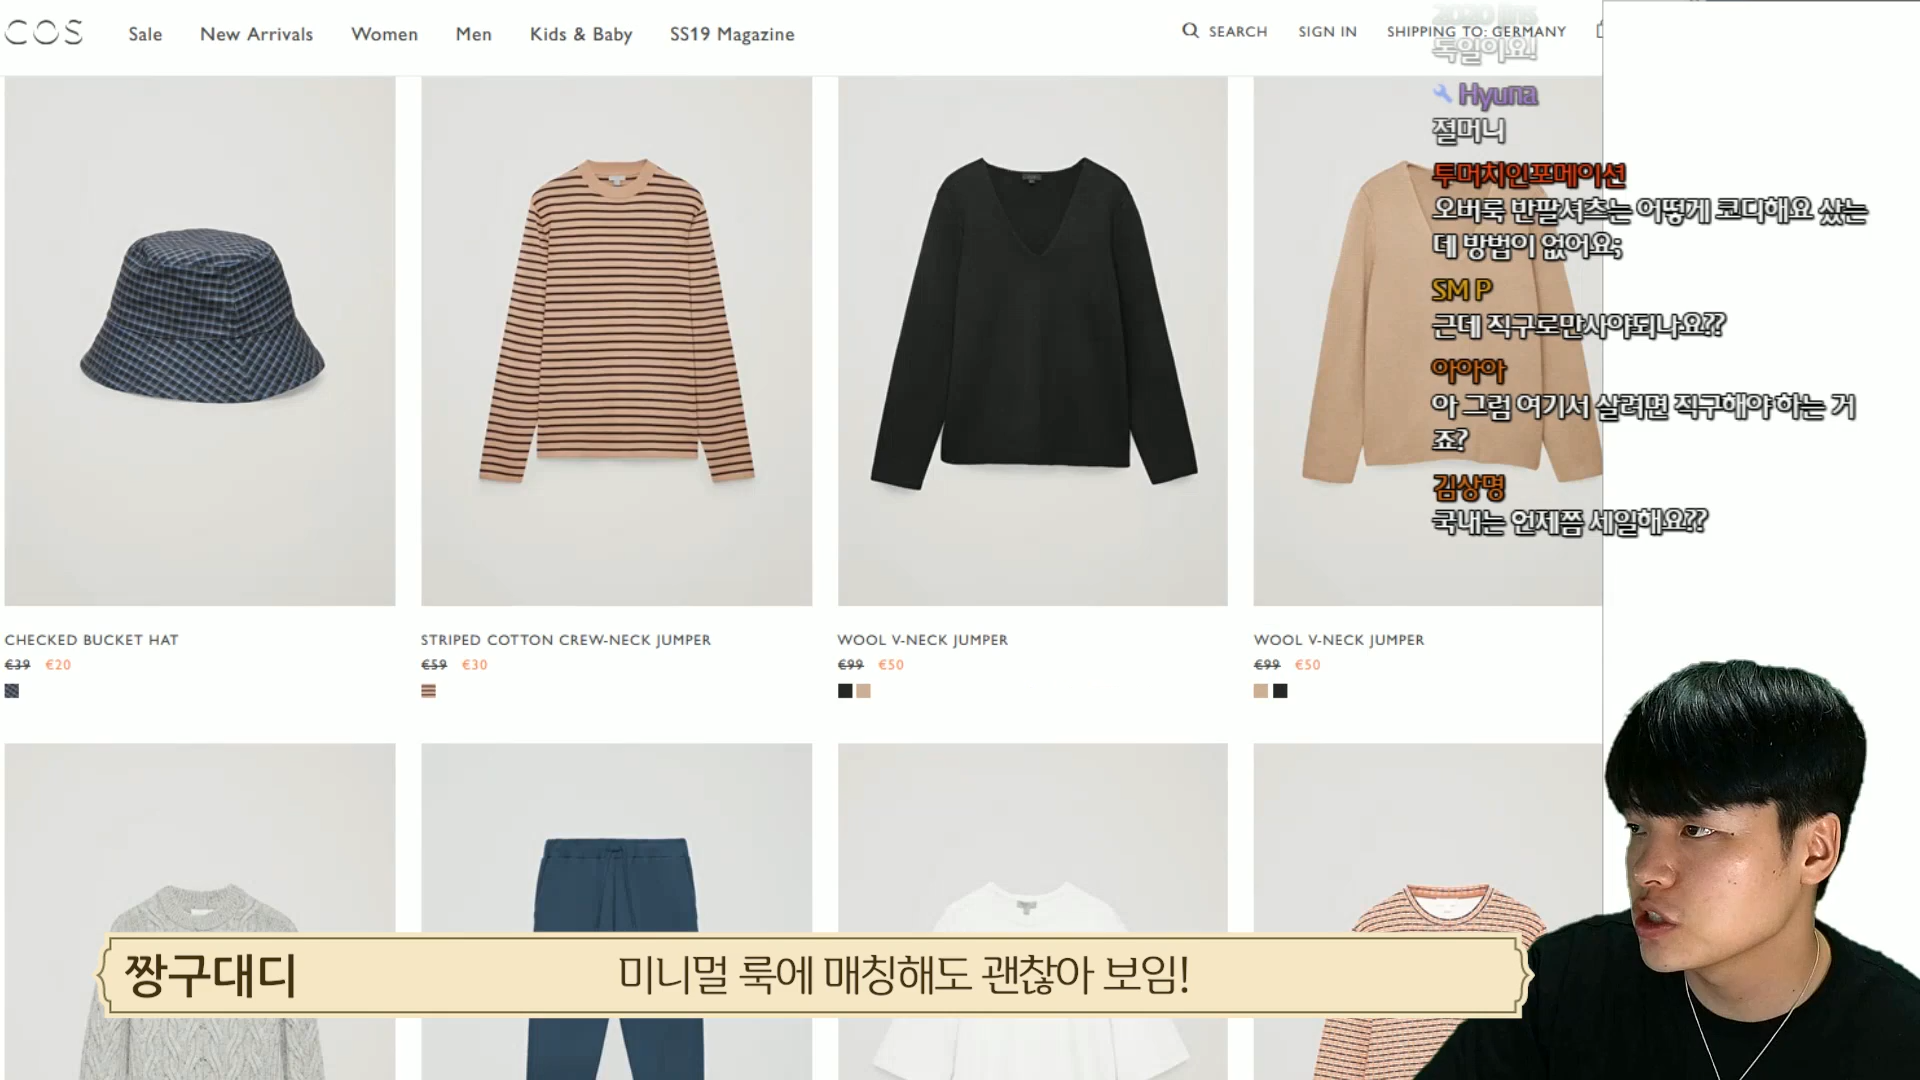 COS
Sale
New Arrivals
Women
Men
Kids & Baby
SS19 Magazine
SEARCH
SIGN IN
SHIPPING TO: GERMANY
독일이요!
Hyuna
졀머니
투머치인포메이션
오버룩 반팔셔츠는 어떻게 코디해요 샀는
데 방법이 없어요;
SM P
근데 직구로만사야되나요??
아아아
아 그럼 여기서 살려면 직구해야 하는 거
죠?
김상명
국내는 언제쯤 세일해요??
CHECKED BUCKET HAT
€39 €20
STRIPED COTTON CREW-NECK JUMPER
€59 €30
WOOL V-NECK JUMPER
€99 €50
WOOL V-NECK JUMPER
€99 €50
짱구대디
미니멀 룩에 매칭해도 괜찮아 보임!